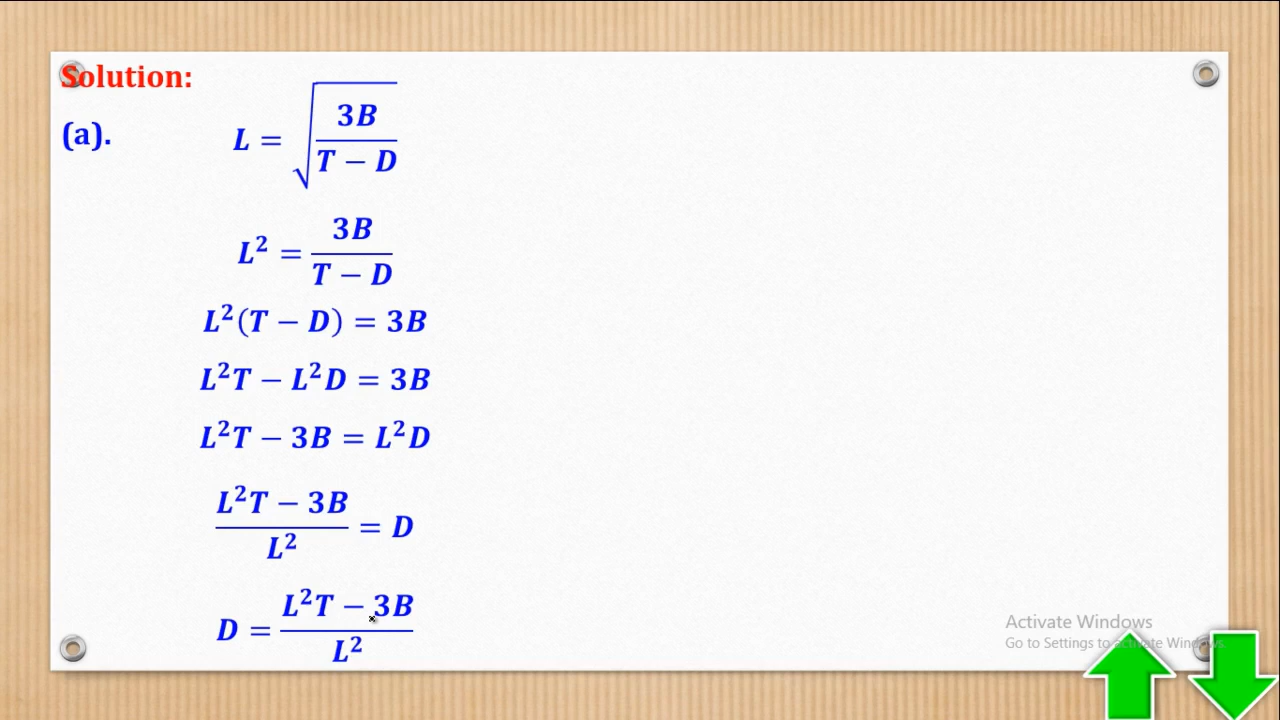 Solution:
(a). L = √(3B / (T − D))
L² = 3B / (T − D)
L²(T − D) = 3B
L²T − L²D = 3B
L²T − 3B = L²D
(L²T − 3B) / L² = D
D = (L²T − 3B) / L²
Activate Windows
Go to Settings to activate Windows.